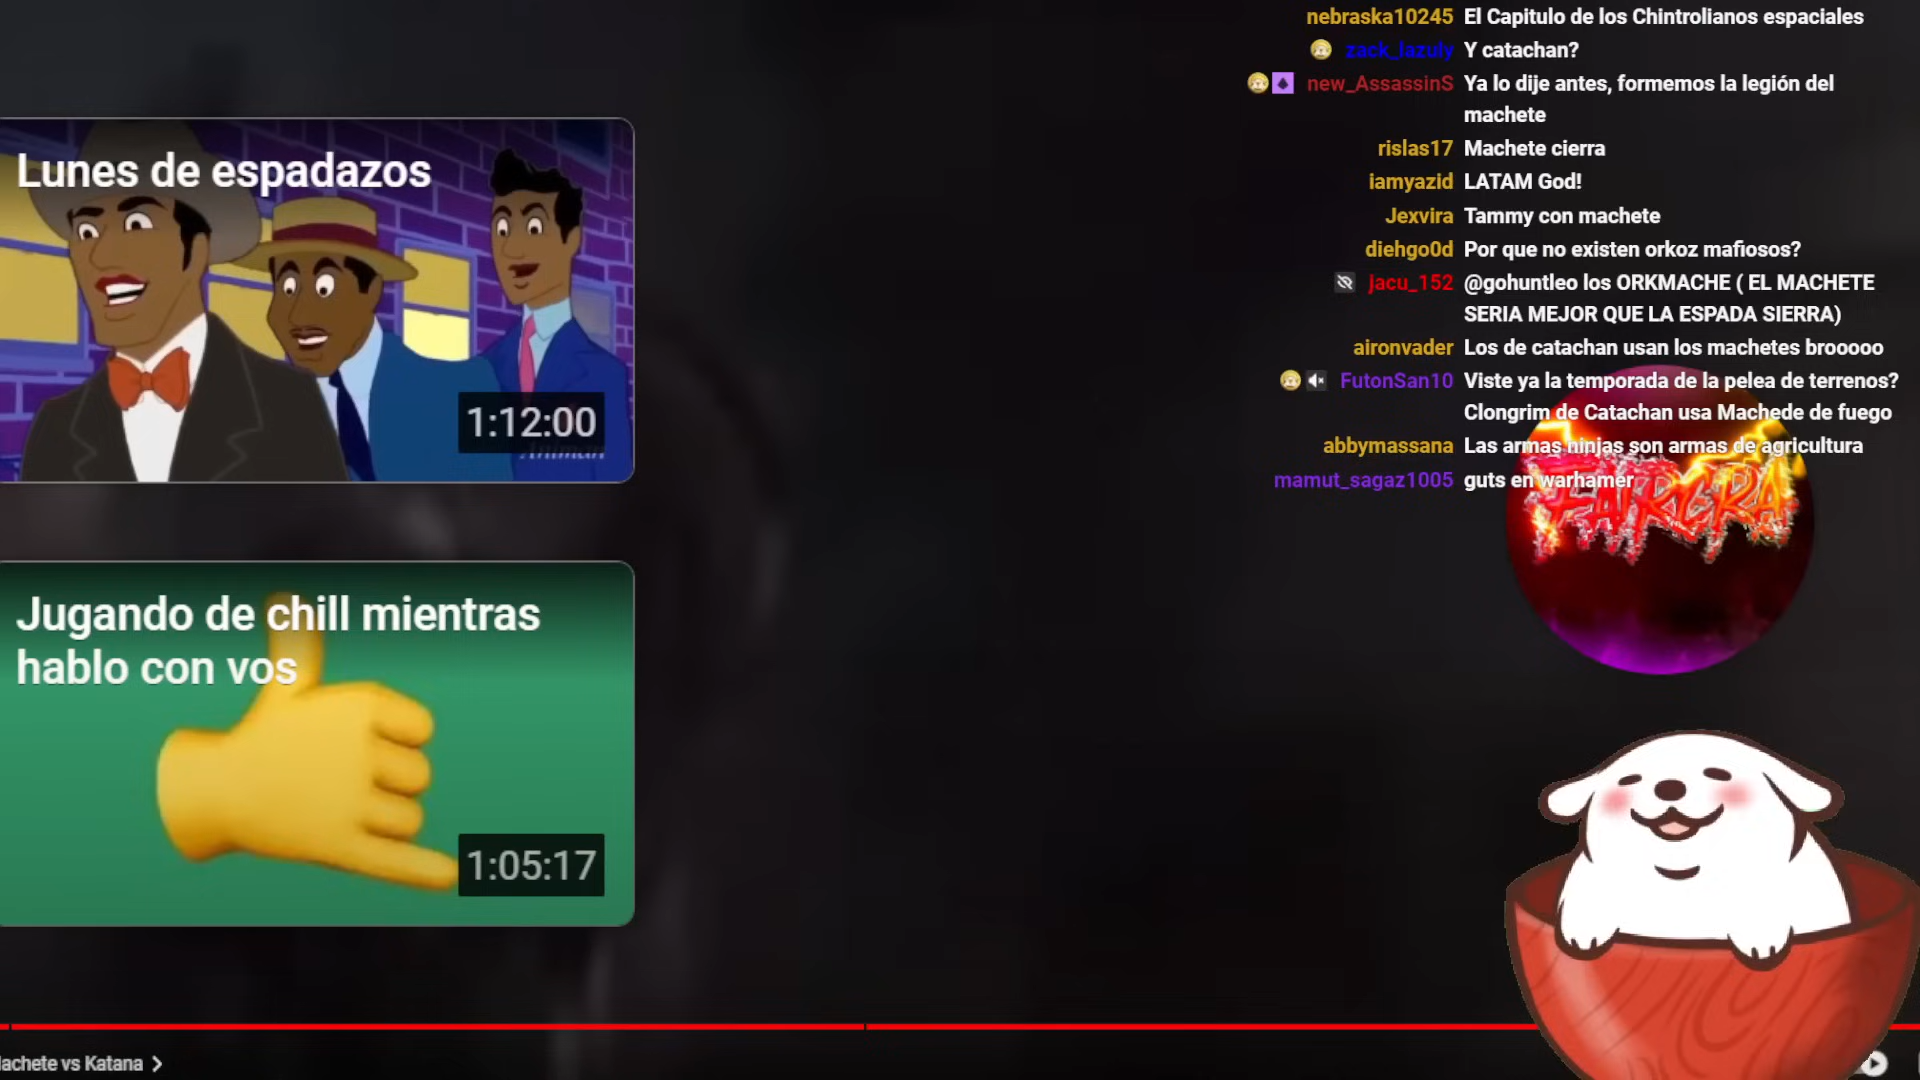 nebraska10245 El Capitulo de los Chintrolianos espaciales
zack_lazuly Y catachan?
new_AssassinS Ya lo dije antes, formemos la legión del
machete
rislas17 Machete cierra
iamyazid LATAM God!
Jexvira Tammy con machete
diehgo0d Por que no existen orkoz mafiosos?
jacu_152 @gohuntleo los ORKMACHE ( EL MACHETE
SERIA MEJOR QUE LA ESPADA SIERRA)
aironvader Los de catachan usan los machetes brooooo
FutonSan10 Viste ya la temporada de la pelea de terrenos?
Clongrim de Catachan usa Machede de fuego
abbymassana Las armas ninjas son armas de agricultura
mamut_sagaz1005 guts en warhamer
Lunes de espadazos
1:12:00
Animan
Jugando de chill mientras
hablo con vos
1:05:17
achete vs Katana